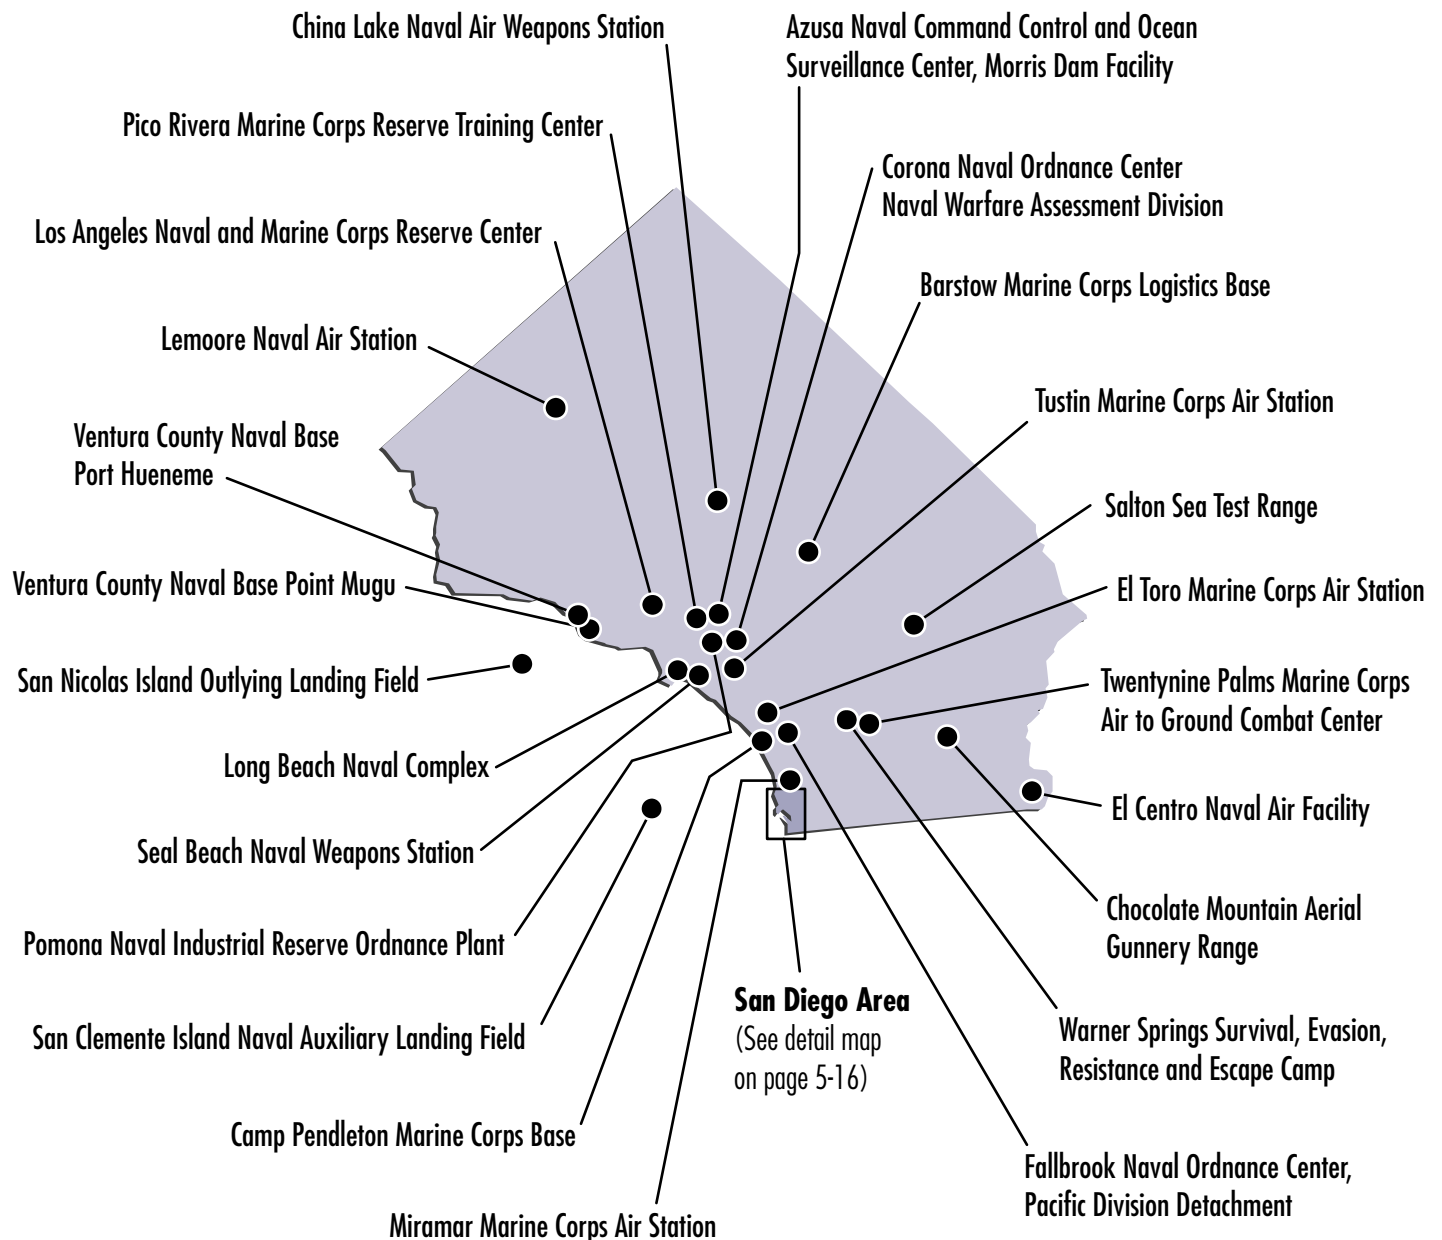 China Lake Naval Air Weapons Station
Azusa Naval Command Control and Ocean
Surveillance Center, Morris Dam Facility
Pico Rivera Marine Corps Reserve Training Center
Corona Naval Ordnance Center
Naval Warfare Assessment Division
Los Angeles Naval and Marine Corps Reserve Center
Barstow Marine Corps Logistics Base
Lemoore Naval Air Station
Tustin Marine Corps Air Station
Ventura County Naval Base
Port Hueneme
Salton Sea Test Range
Ventura County Naval Base Point Mugu
El Toro Marine Corps Air Station
San Nicolas Island Outlying Landing Field
Twentynine Palms Marine Corps
Air to Ground Combat Center
Long Beach Naval Complex
El Centro Naval Air Facility
Seal Beach Naval Weapons Station
Chocolate Mountain Aerial
Gunnery Range
Pomona Naval Industrial Reserve Ordnance Plant
San Diego Area
(See detail map
on page 5-16)
San Clemente Island Naval Auxiliary Landing Field
Warner Springs Survival, Evasion,
Resistance and Escape Camp
Camp Pendleton Marine Corps Base
Fallbrook Naval Ordnance Center,
Pacific Division Detachment
Miramar Marine Corps Air Station